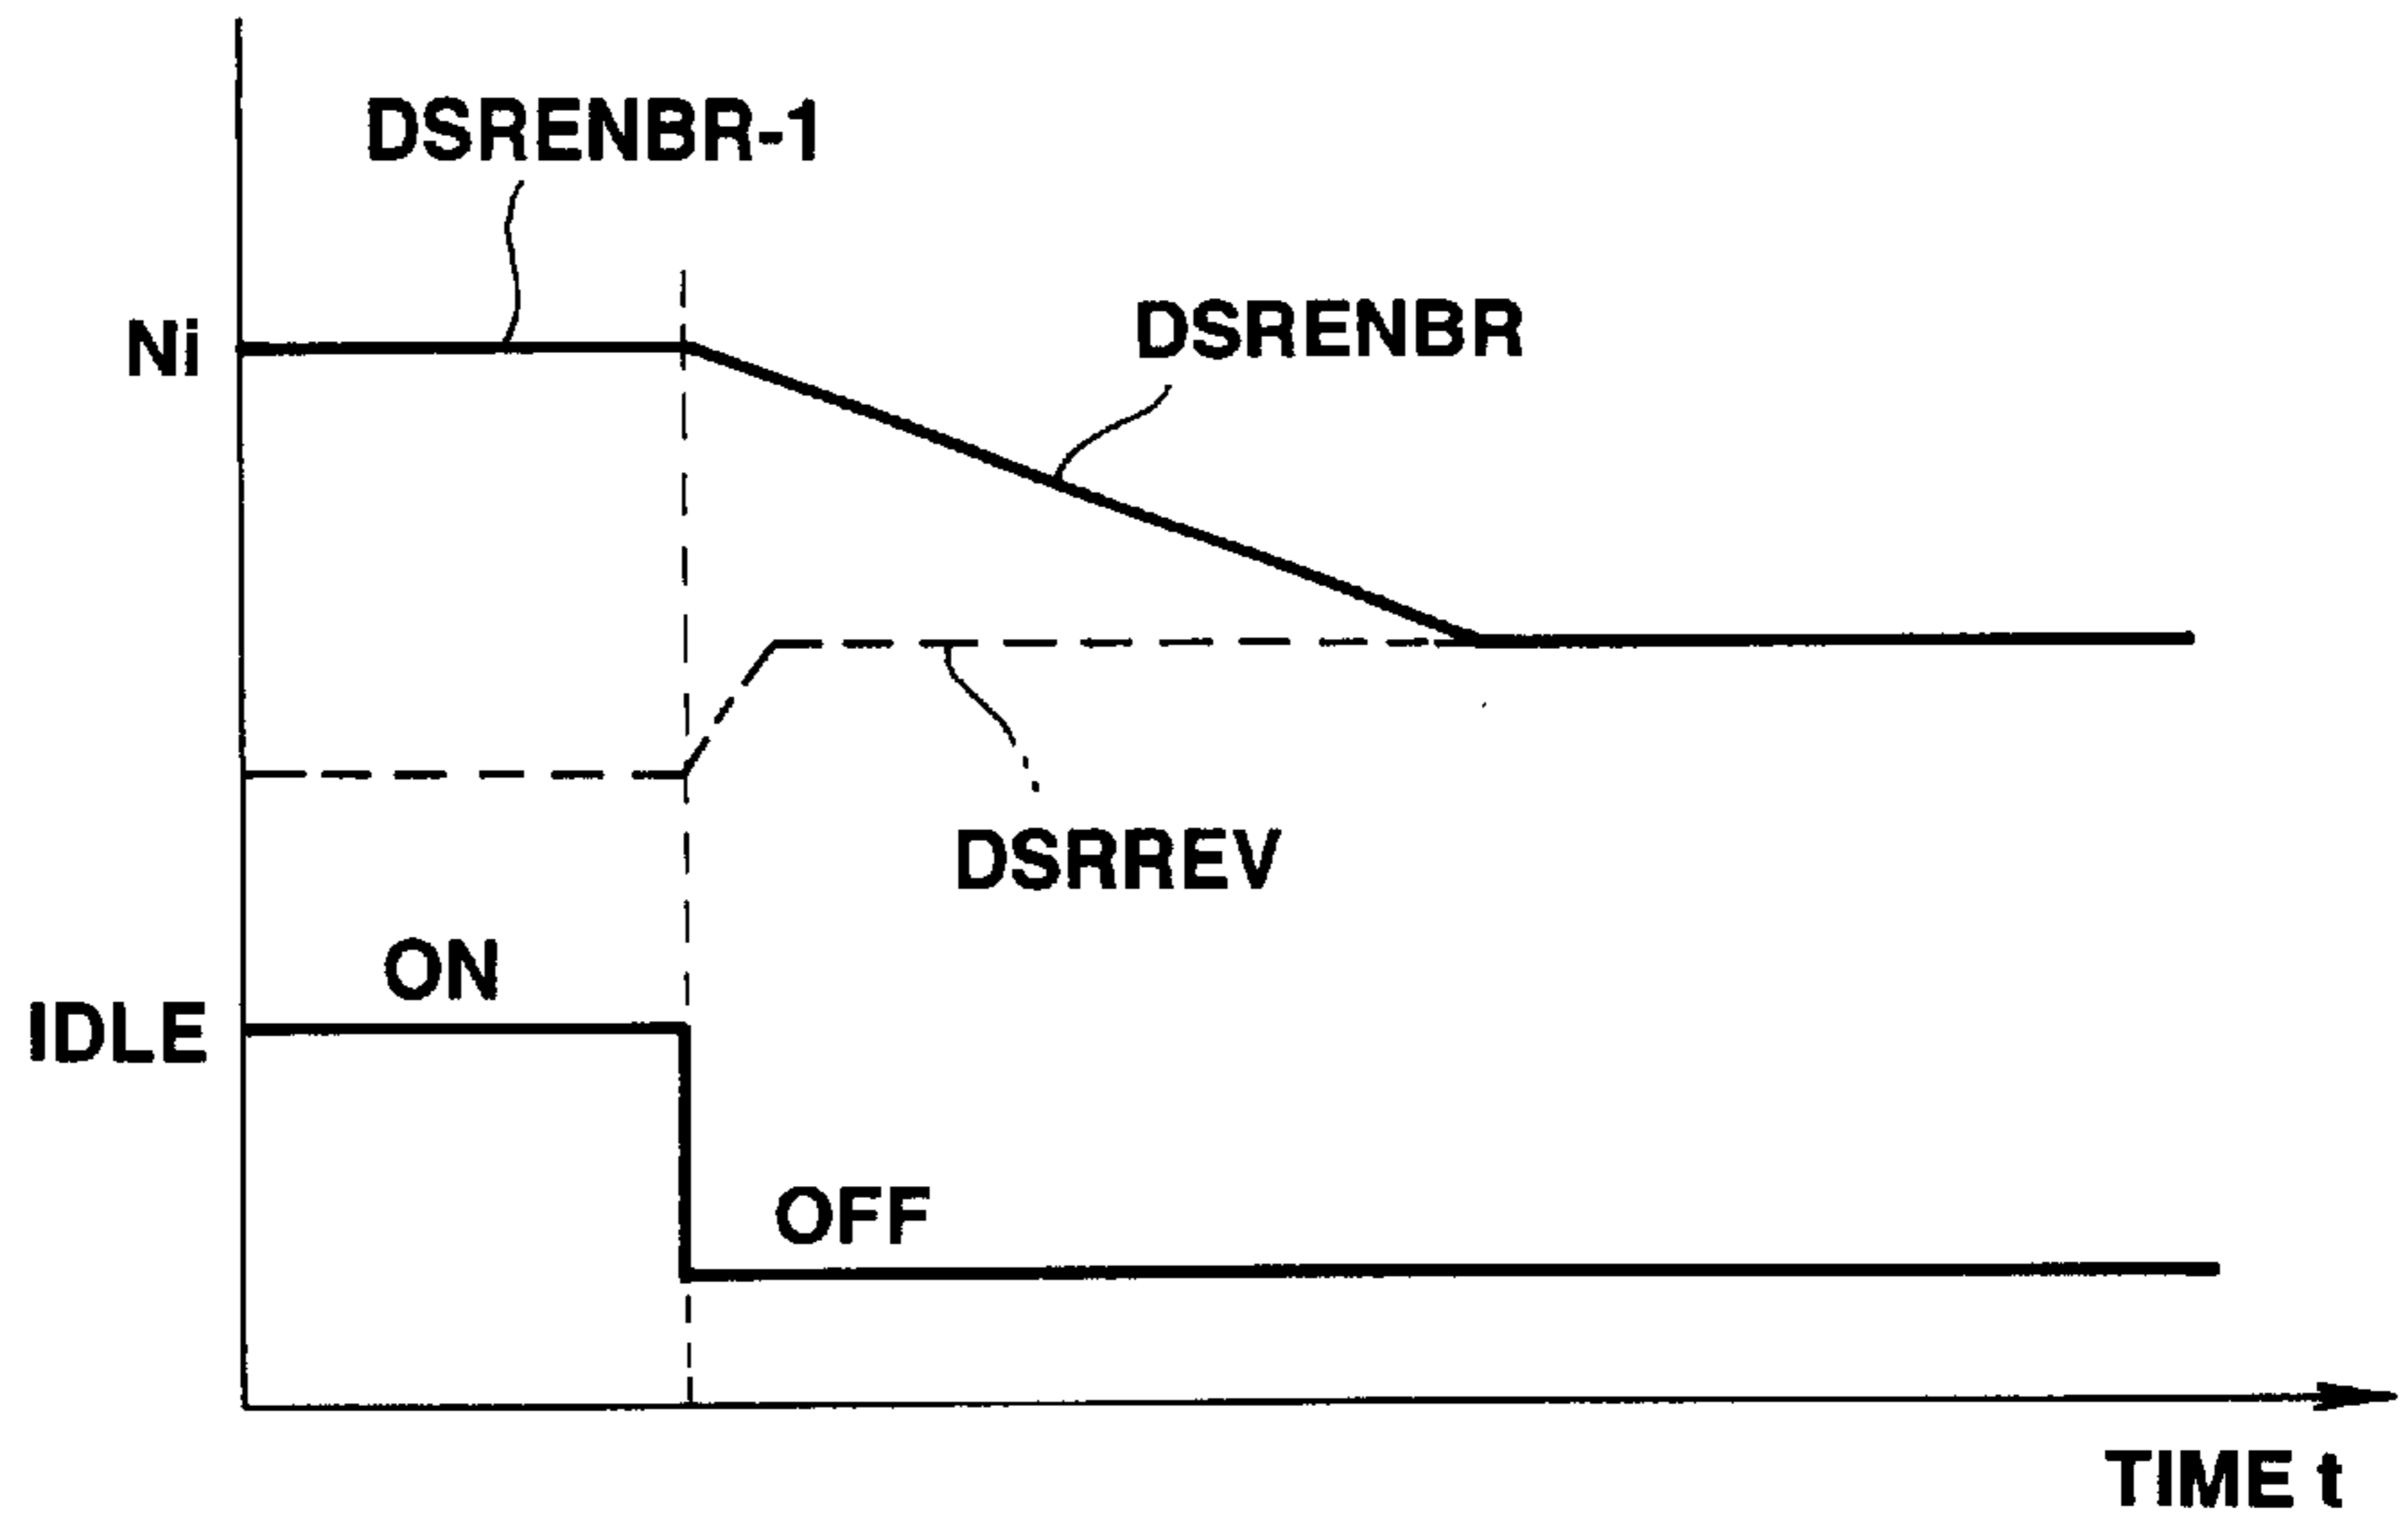 DSRENBR-1
Ni
DSRENBR
DSRREV
ON
IDLE
OFF
TIME t